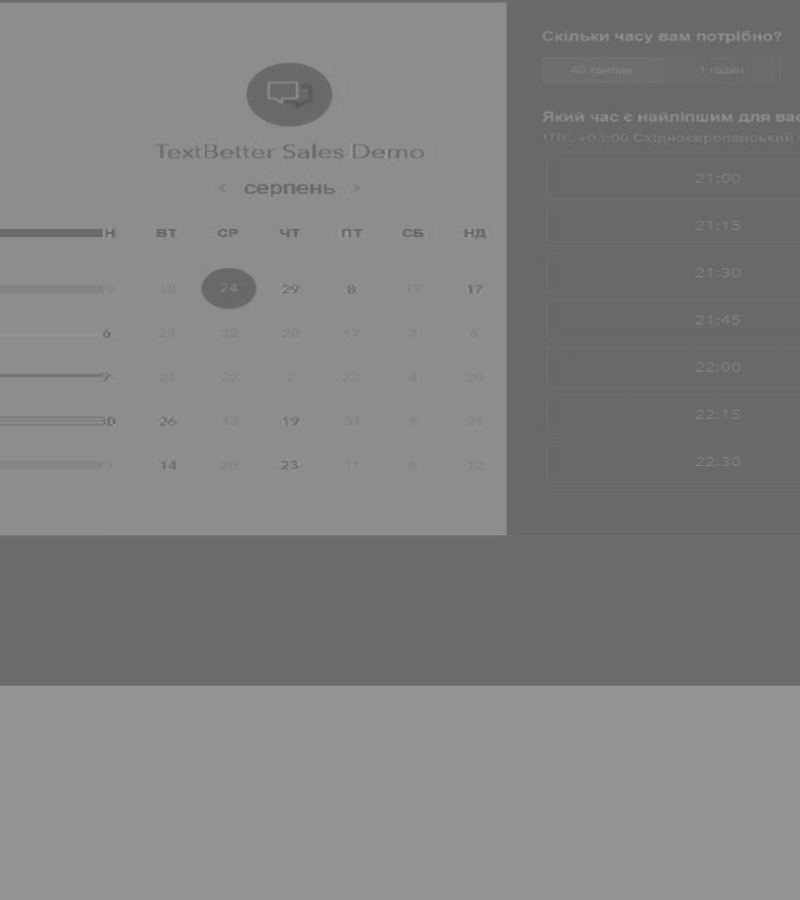 TextBetter Sales Demo
< серпень >
Н ВТ СР ЧТ ПТ СБ НД
9 18 24 29 8 17 17
6 23 22 20 17 3 6
21 22 2 23 4 30
30 26 13 19 31 5 21
7 14 28 23 11 6 12
Скільки часу вам потрібно?
40 хвилин 1 годин
Який час є найліпшим для вас
UTC +03:00 Східноєвропейський
21:00
21:15
21:30
21:45
22:00
22:15
22:30